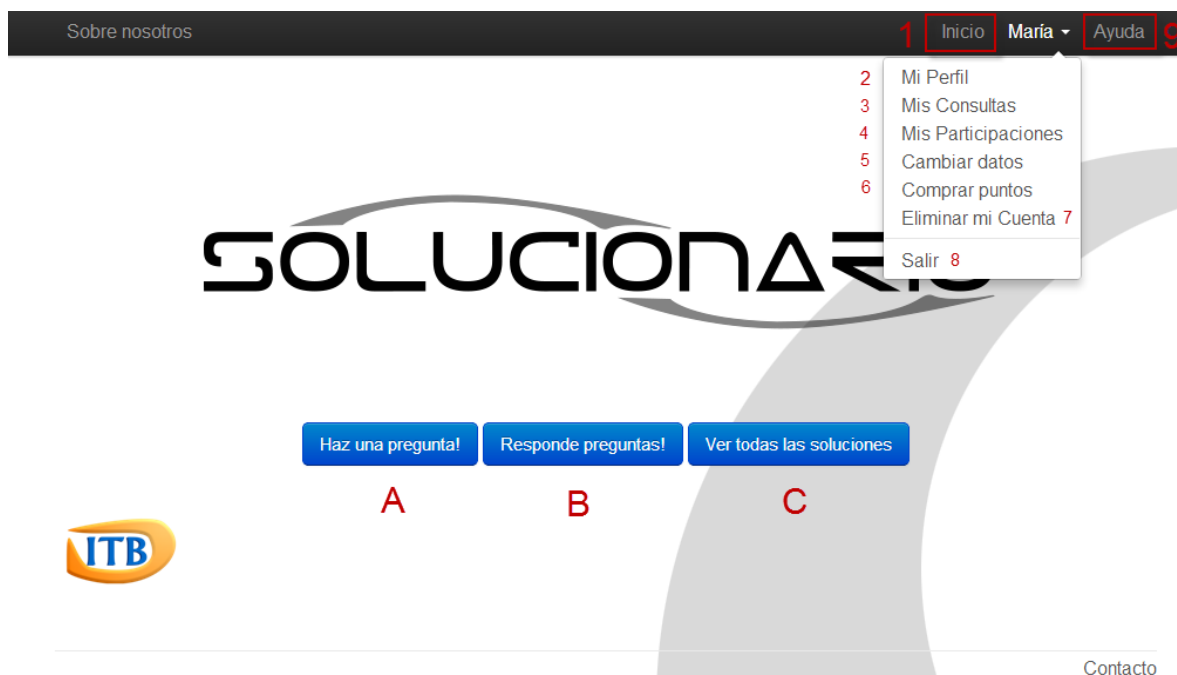 Sobre nosotros 1 Inicio María Ayuda 9
2 Mi Perfil
3 Mis Consultas
4 Mis Participaciones
5 Cambiar datos
6 Comprar puntos
Eliminar mi Cuenta 7
Salir 8
SOLUCIONARIO
Haz una pregunta! Responde preguntas! Ver todas las soluciones
A B C
ITB
Contacto